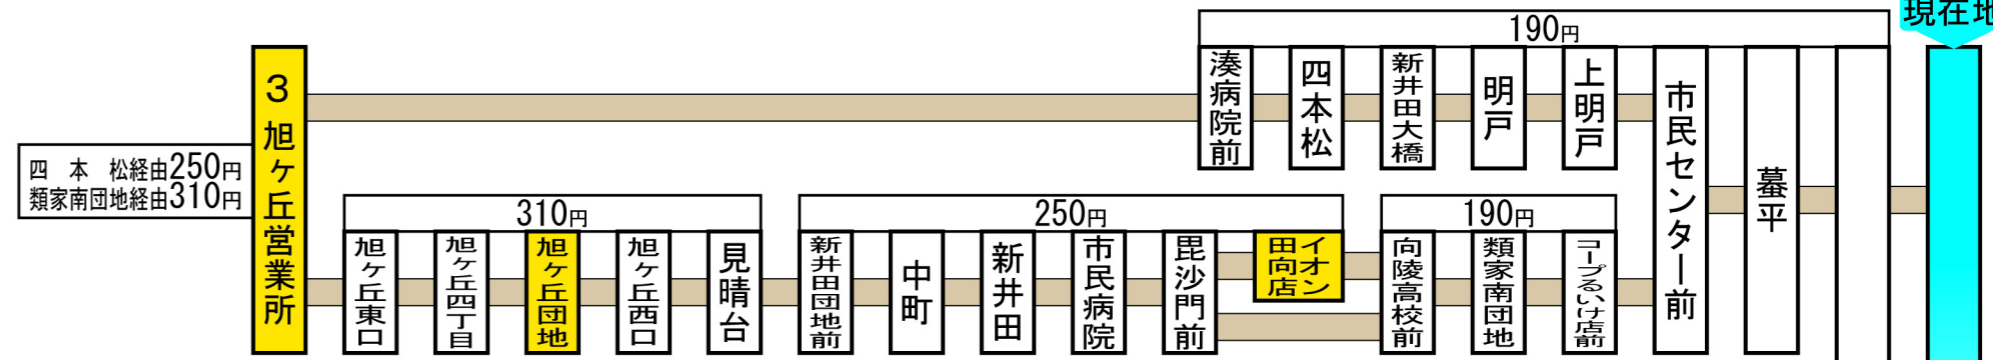 現在地
190円
湊病院前
四本松
新井田大橋
明戸
上明戸
市民センター前
蟇平
3 旭ヶ丘営業所
四本松経由250円
類家南団地経由310円
310円
旭ヶ丘東口
旭ヶ丘四丁目
旭ヶ丘団地
旭ヶ丘西口
見晴台
250円
新井田団地前
中町
新井田
市民病院
毘沙門前
イオン
田向店
190円
向陵高校前
類家南団地
コープるいけ店前